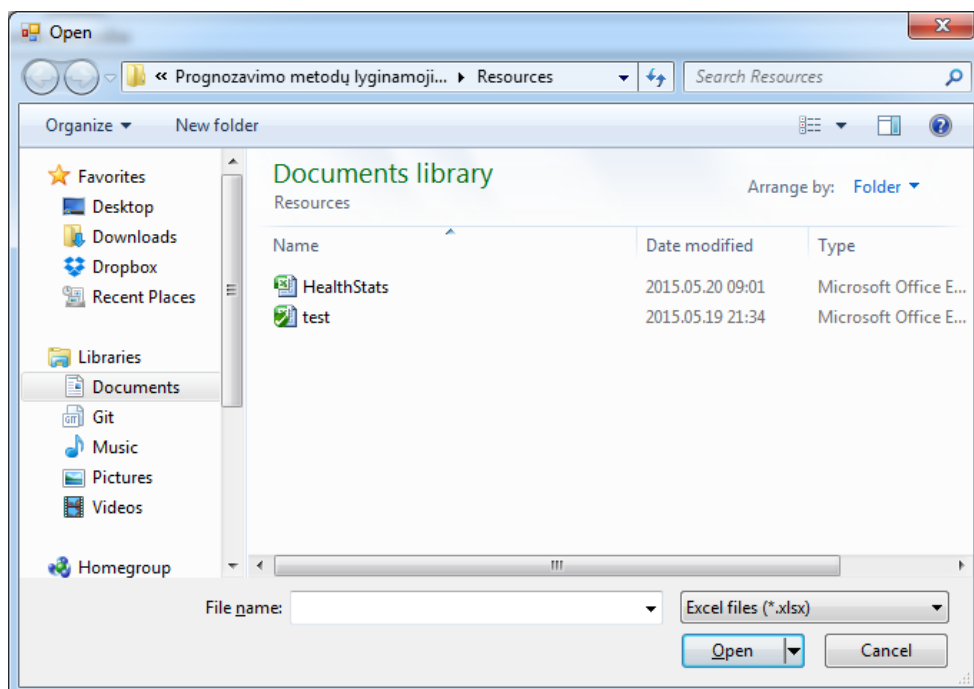 Open
« Prognozavimo metodų lyginamoji... ▸ Resources
Search Resources
Organize New folder
Favorites
Desktop
Downloads
Dropbox
Recent Places
Libraries
Documents
Git
Music
Pictures
Videos
Homegroup
Documents library
Resources
Arrange by: Folder
Name Date modified Type
HealthStats 2015.05.20 09:01 Microsoft Office E...
test 2015.05.19 21:34 Microsoft Office E...
File name: Excel files (*.xlsx)
Open Cancel